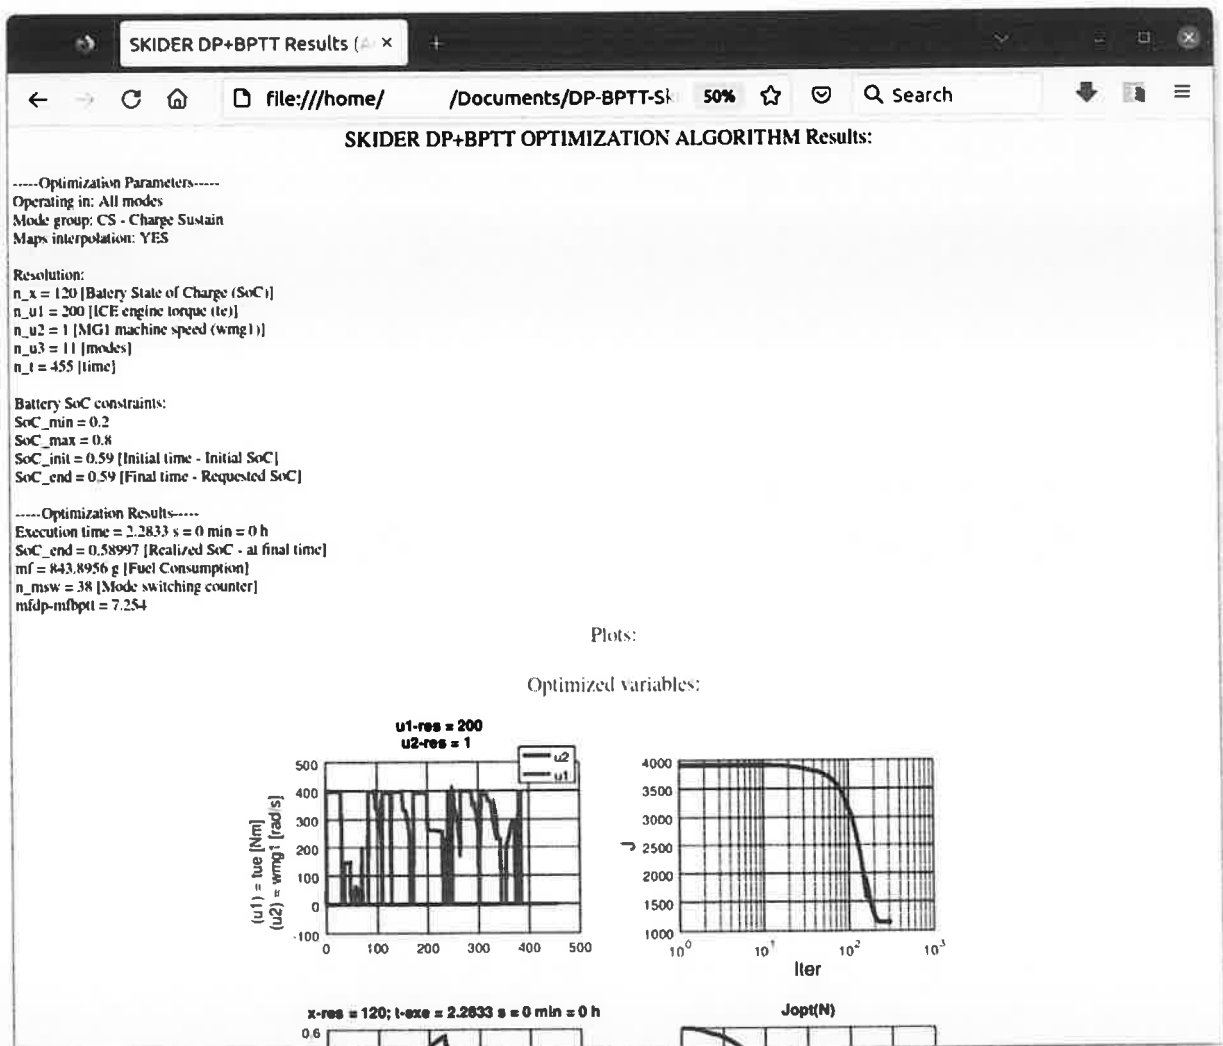 SKIDER DP+BPTT Results (A ×
+
file:///home/ /Documents/DP-BPTT-Sk 50% Search
SKIDER DP+BPTT OPTIMIZATION ALGORITHM Results:
-----Optimization Parameters-----
Operating in: All modes
Mode group: CS - Charge Sustain
Maps interpolation: YES
Resolution:
n_x = 120 [Batery State of Charge (SoC)]
n_u1 = 200 [ICE engine torque (te)]
n_u2 = 1 [MG1 machine speed (wmg1)]
n_u3 = 11 [modes]
n_t = 455 [time]
Battery SoC constraints:
SoC_min = 0.2
SoC_max = 0.8
SoC_init = 0.59 [Initial time - Initial SoC]
SoC_end = 0.59 [Final time - Requested SoC]
-----Optimization Results-----
Execution time = 2.2833 s = 0 min = 0 h
SoC_end = 0.58997 [Realized SoC - at final time]
mf = 843.8956 g [Fuel Consumption]
n_msw = 38 [Mode switching counter]
mfdp-mfbptt = 7.254
Plots:
Optimized variables:
u1-res = 200
u2-res = 1
u2
u1
500
400
300
200
100
0
-100
(u1) = tue [Nm]
(u2) = wmg1 [rad/s]
0 100 200 300 400 500
4000
3500
3000
2500
2000
1500
1000
J
10^0 10^1 10^2 10^3
Iter
x-res = 120; t-exe = 2.2833 s = 0 min = 0 h
0.6
Jopt(N)